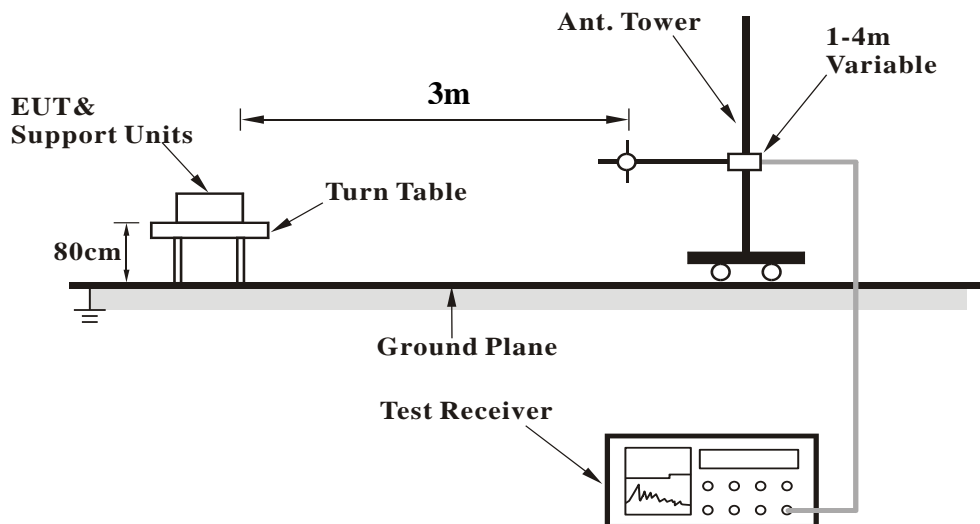 Ant. Tower
1-4m
Variable
3m
EUT&
Support Units
Turn Table
80cm
Ground Plane
Test Receiver